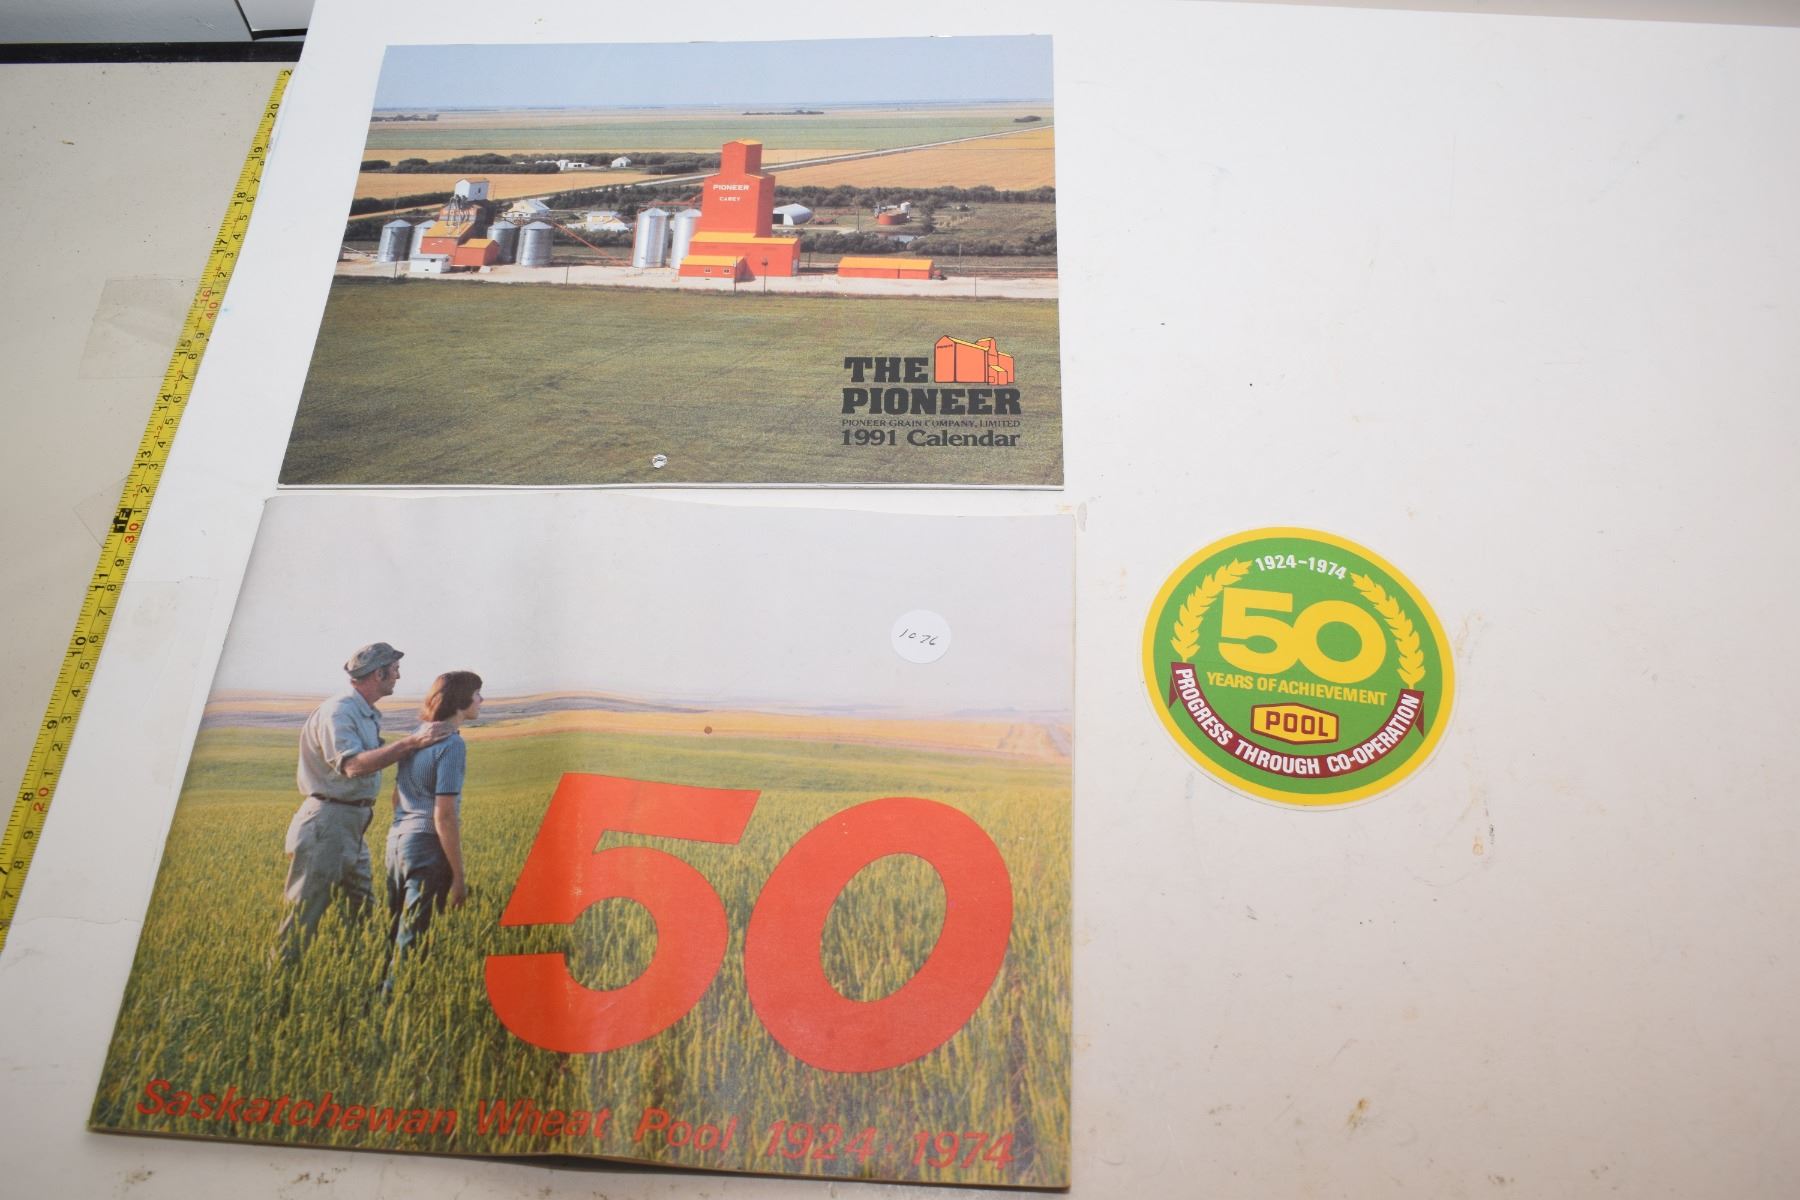 PIONEER
CAREY
THE
PIONEER
PIONEER GRAIN COMPANY, LIMITED
1991 Calendar
1076
50
Saskatchewan Wheat Pool 1924-1974
1924-1974
50
YEARS OF ACHIEVEMENT
POOL
PROGRESS THROUGH CO-OPERATION